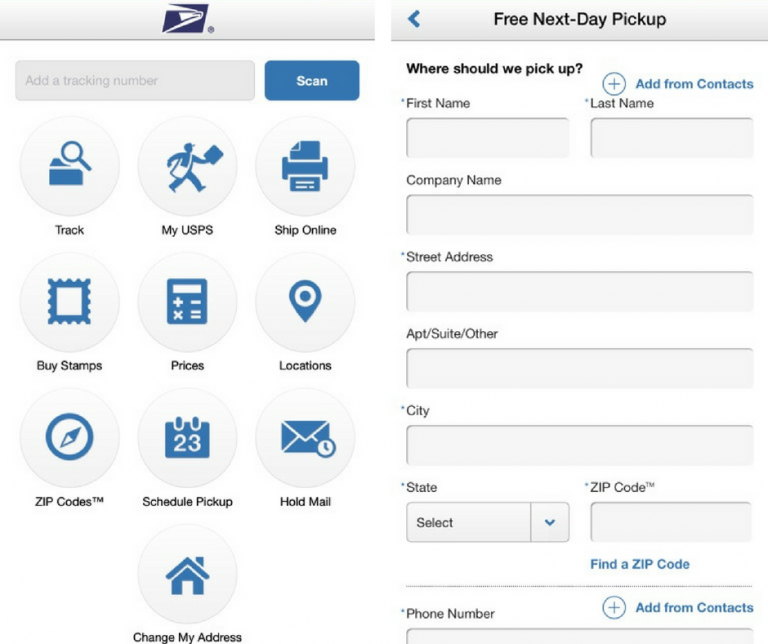 ®
Add a tracking number
Scan
Track
My USPS
Ship Online
Buy Stamps
Prices
Locations
ZIP Codes™
23
Schedule Pickup
Hold Mail
Change My Address
Free Next-Day Pickup
Where should we pick up?
Add from Contacts
*First Name
*Last Name
Company Name
*Street Address
Apt/Suite/Other
*City
*State
*ZIP Code™
Select
Find a ZIP Code
Add from Contacts
*Phone Number